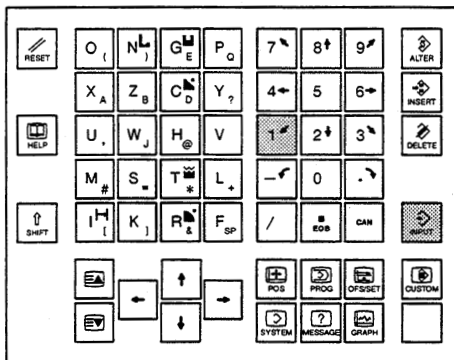 RESET O ( N ) G E P Q 7 8 9 ALTER
X A Z B C D Y ? 4 5 6 INSERT
HELP U , W J H @ V 1 2 3 DELETE
M # S = T * L + - 0 .
SHIFT I [ K ] R & F SP / EOB CAN INPUT
POS PROG OFS/SET CUSTOM
SYSTEM MESSAGE GRAPH